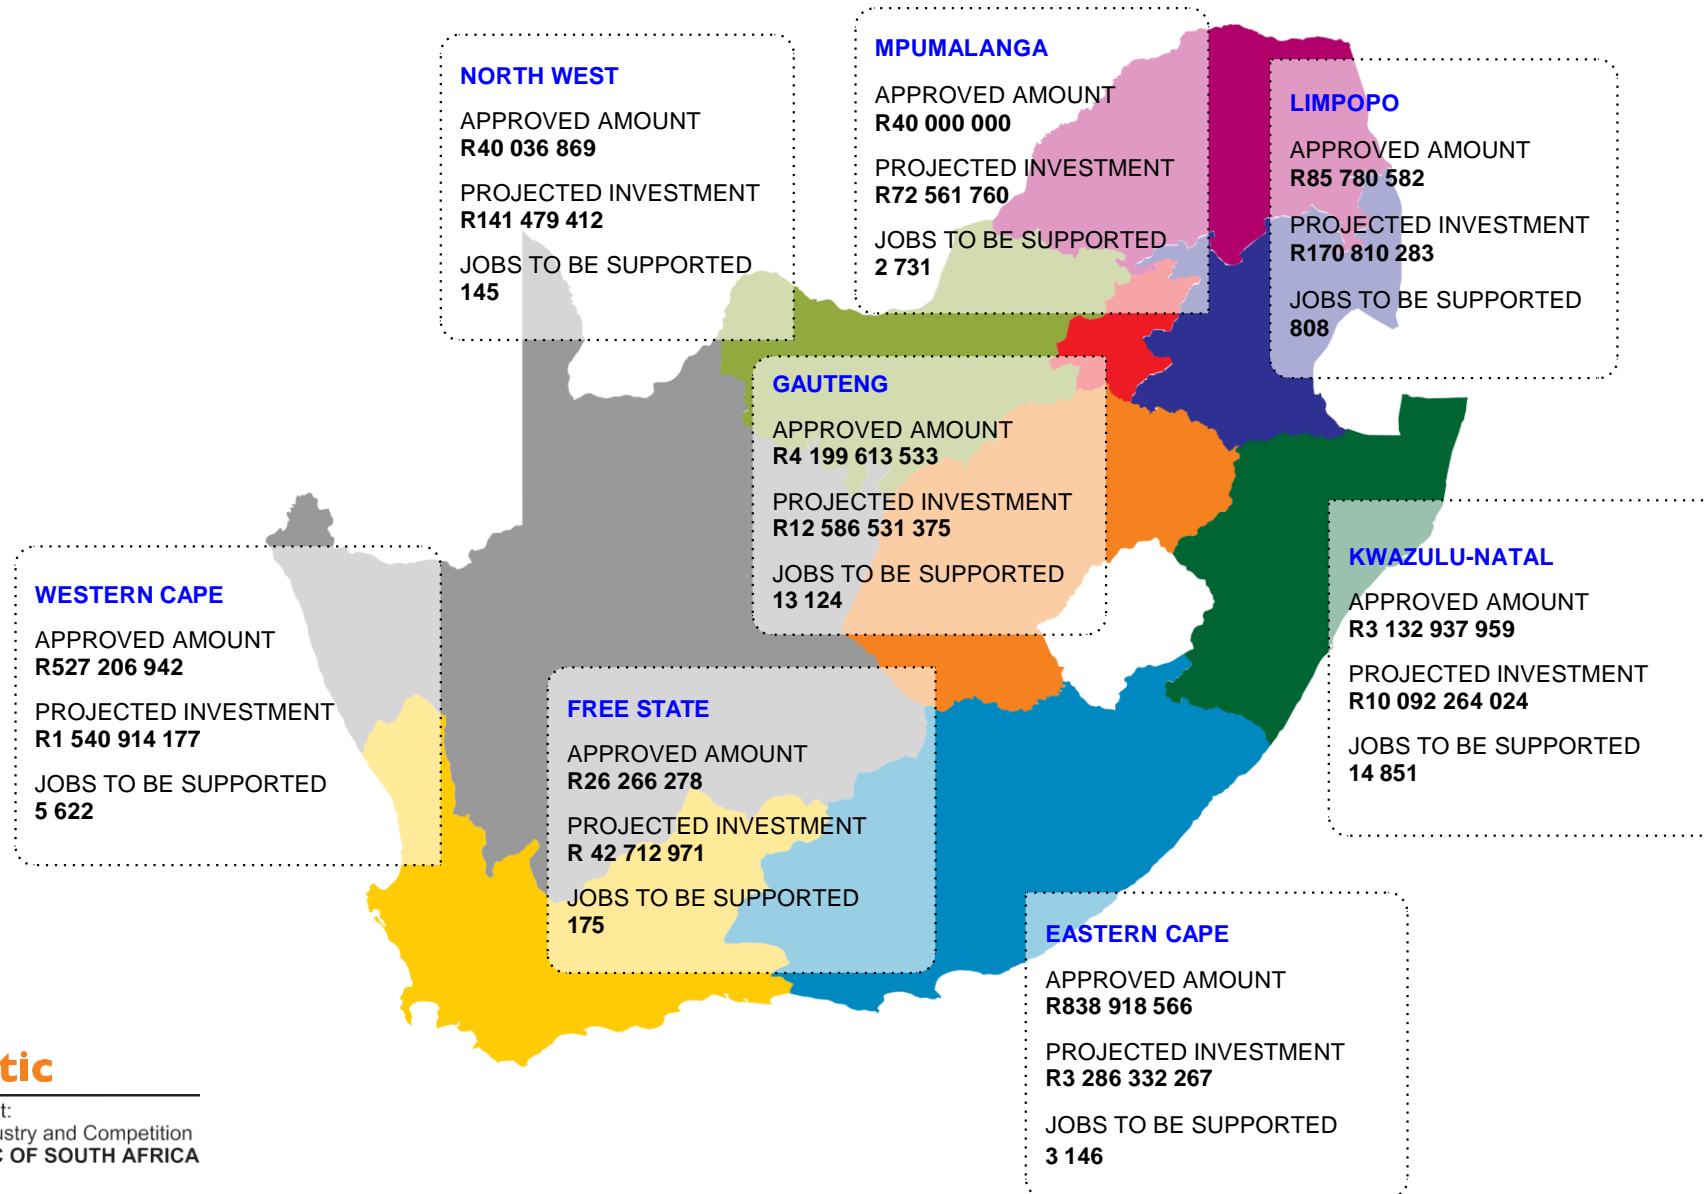 NORTH WEST
APPROVED AMOUNT
R40 036 869
PROJECTED INVESTMENT
R141 479 412
JOBS TO BE SUPPORTED
145
MPUMALANGA
APPROVED AMOUNT
R40 000 000
PROJECTED INVESTMENT
R72 561 760
JOBS TO BE SUPPORTED
2 731
LIMPOPO
APPROVED AMOUNT
R85 780 582
PROJECTED INVESTMENT
R170 810 283
JOBS TO BE SUPPORTED
808
GAUTENG
APPROVED AMOUNT
R4 199 613 533
PROJECTED INVESTMENT
R12 586 531 375
JOBS TO BE SUPPORTED
13 124
WESTERN CAPE
APPROVED AMOUNT
R527 206 942
PROJECTED INVESTMENT
R1 540 914 177
JOBS TO BE SUPPORTED
5 622
KWAZULU-NATAL
APPROVED AMOUNT
R3 132 937 959
PROJECTED INVESTMENT
R10 092 264 024
JOBS TO BE SUPPORTED
14 851
FREE STATE
APPROVED AMOUNT
R26 266 278
PROJECTED INVESTMENT
R 42 712 971
JOBS TO BE SUPPORTED
175
EASTERN CAPE
APPROVED AMOUNT
R838 918 566
PROJECTED INVESTMENT
R3 286 332 267
JOBS TO BE SUPPORTED
3 146
tic
t:
ustry and Competition
C OF SOUTH AFRICA